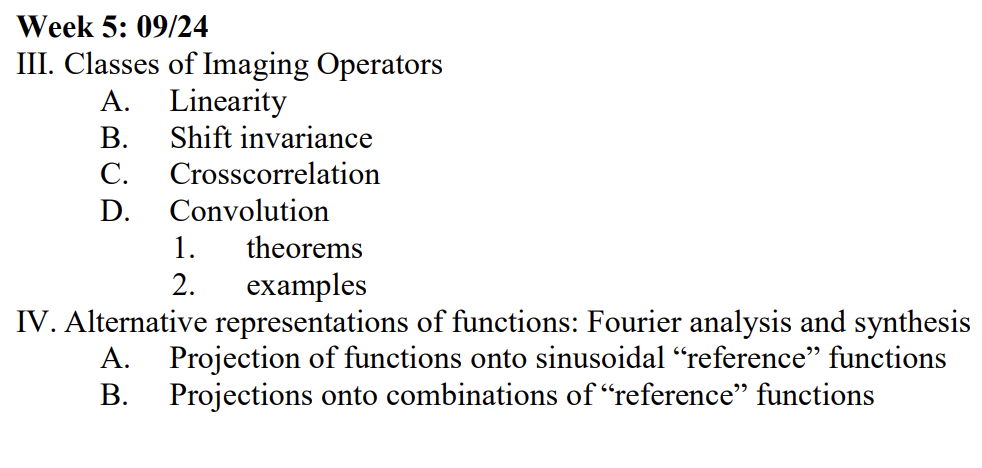 Week 5: 09/24
III. Classes of Imaging Operators
A. Linearity
B. Shift invariance
C. Crosscorrelation
D. Convolution
1. theorems
2. examples
IV. Alternative representations of functions: Fourier analysis and synthesis
A. Projection of functions onto sinusoidal “reference” functions
B. Projections onto combinations of “reference” functions